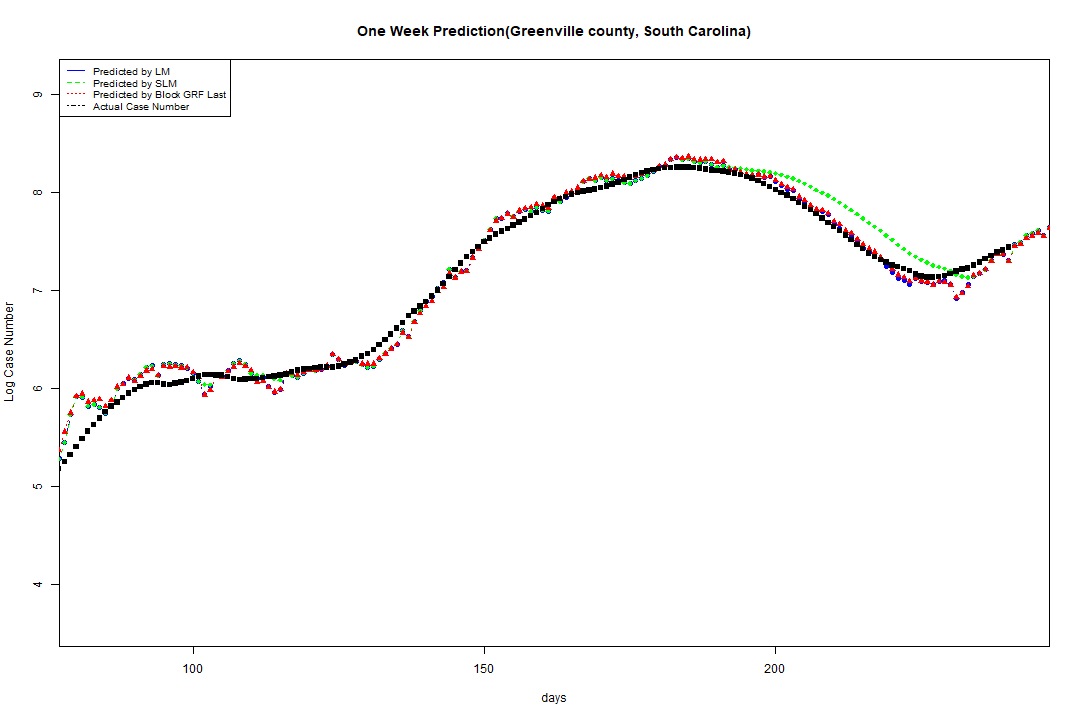 One Week Prediction(Greenville county, South Carolina)
Predicted by LM
Predicted by SLM
Predicted by Block GRF Last
Actual Case Number
9
8
7
6
5
4
Log Case Number
100
150
200
days